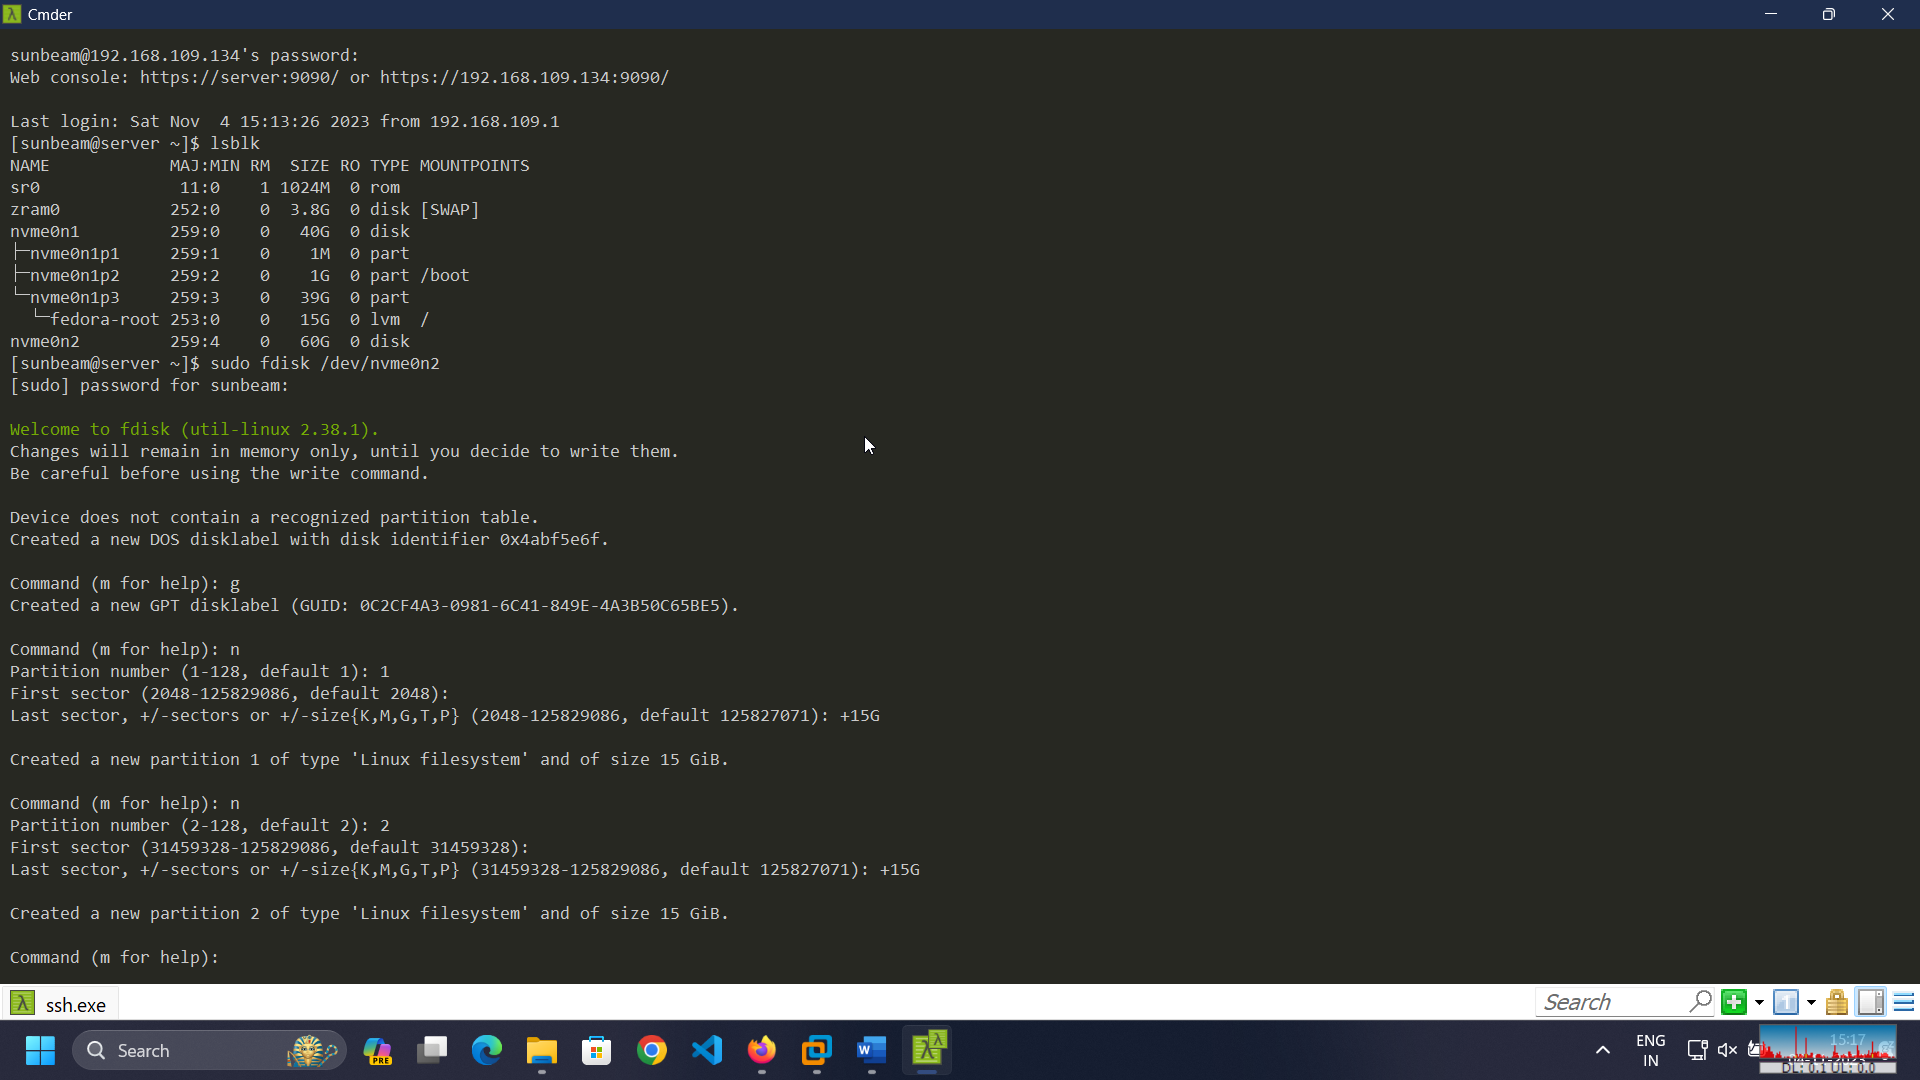 Cmder
sunbeam@192.168.109.134's password:
Web console: https://server:9090/ or https://192.168.109.134:9090/
Last login: Sat Nov  4 15:13:26 2023 from 192.168.109.1
[sunbeam@server ~]$ lsblk
NAME            MAJ:MIN RM  SIZE RO TYPE MOUNTPOINTS
sr0              11:0    1 1024M  0 rom
zram0           252:0    0  3.8G  0 disk [SWAP]
nvme0n1         259:0    0   40G  0 disk
├─nvme0n1p1     259:1    0    1M  0 part
├─nvme0n1p2     259:2    0    1G  0 part /boot
└─nvme0n1p3     259:3    0   39G  0 part
  └─fedora-root 253:0    0   15G  0 lvm  /
nvme0n2         259:4    0   60G  0 disk
[sunbeam@server ~]$ sudo fdisk /dev/nvme0n2
[sudo] password for sunbeam:
Welcome to fdisk (util-linux 2.38.1).
Changes will remain in memory only, until you decide to write them.
Be careful before using the write command.
Device does not contain a recognized partition table.
Created a new DOS disklabel with disk identifier 0x4abf5e6f.
Command (m for help): g
Created a new GPT disklabel (GUID: 0C2CF4A3-0981-6C41-849E-4A3B50C65BE5).
Command (m for help): n
Partition number (1-128, default 1): 1
First sector (2048-125829086, default 2048):
Last sector, +/-sectors or +/-size{K,M,G,T,P} (2048-125829086, default 125827071): +15G
Created a new partition 1 of type 'Linux filesystem' and of size 15 GiB.
Command (m for help): n
Partition number (2-128, default 2): 2
First sector (31459328-125829086, default 31459328):
Last sector, +/-sectors or +/-size{K,M,G,T,P} (31459328-125829086, default 125827071): +15G
Created a new partition 2 of type 'Linux filesystem' and of size 15 GiB.
Command (m for help):
ssh.exe
Search
1
Search
PRE
ENG
IN
15:17
DL: 0.1 UL: 0.0